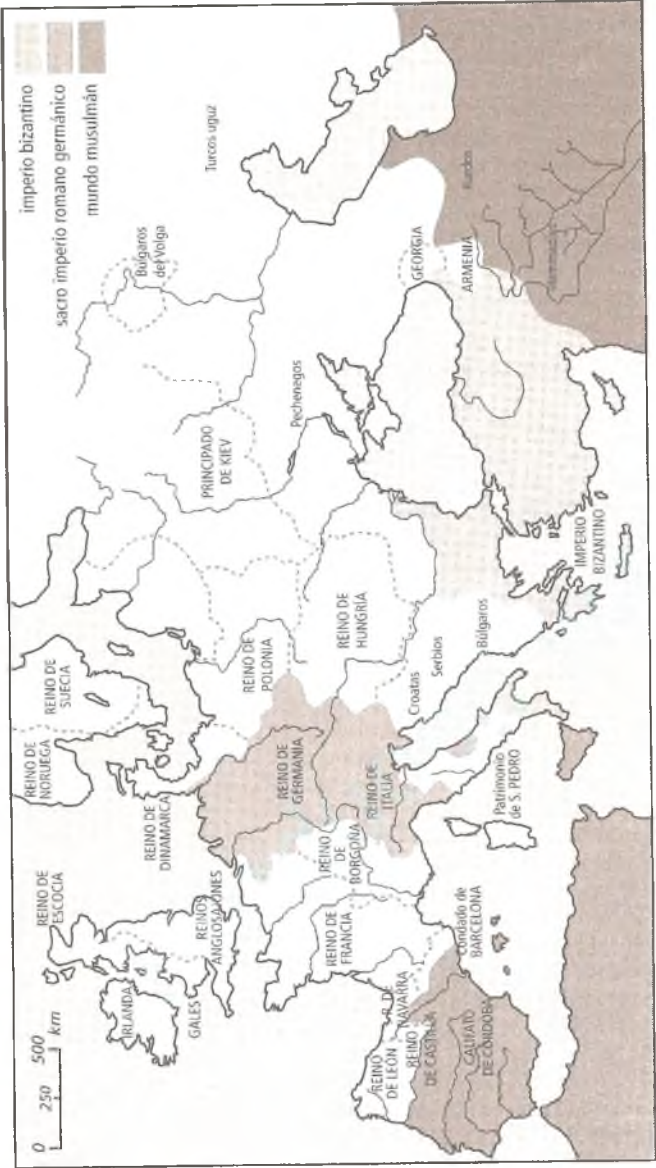 0 250 500 km
imperio bizantino
sacro imperio romano germánico
mundo musulmán
REINO DE
ESCOCIA
IRLANDA
GALES
REINOS
ANGLOSAJONES
REINO DE
NORUEGA
REINO DE
SUECIA
REINO DE
DINAMARCA
Búlgaros
del Volga
Turcos uguz
PRINCIPADO
DE KIEV
Pechenegos
REINO DE
POLONIA
REINO DE
GERMANIA
REINO DE
HUNGRÍA
REINO DE
FRANCIA
REINO
DE
BORGOÑA
REINO DE
ITALIA
Croatas
Serbios
Búlgaros
GEORGIA
ARMENIA
Kurdos
REINO
DE LEÓN
REINO
DE CASTILLA
R. DE
NAVARRA
Condado de
BARCELONA
CALIFATO
DE CÓRDOBA
Patrimonio
de S. PEDRO
IMPERIO
BIZANTINO